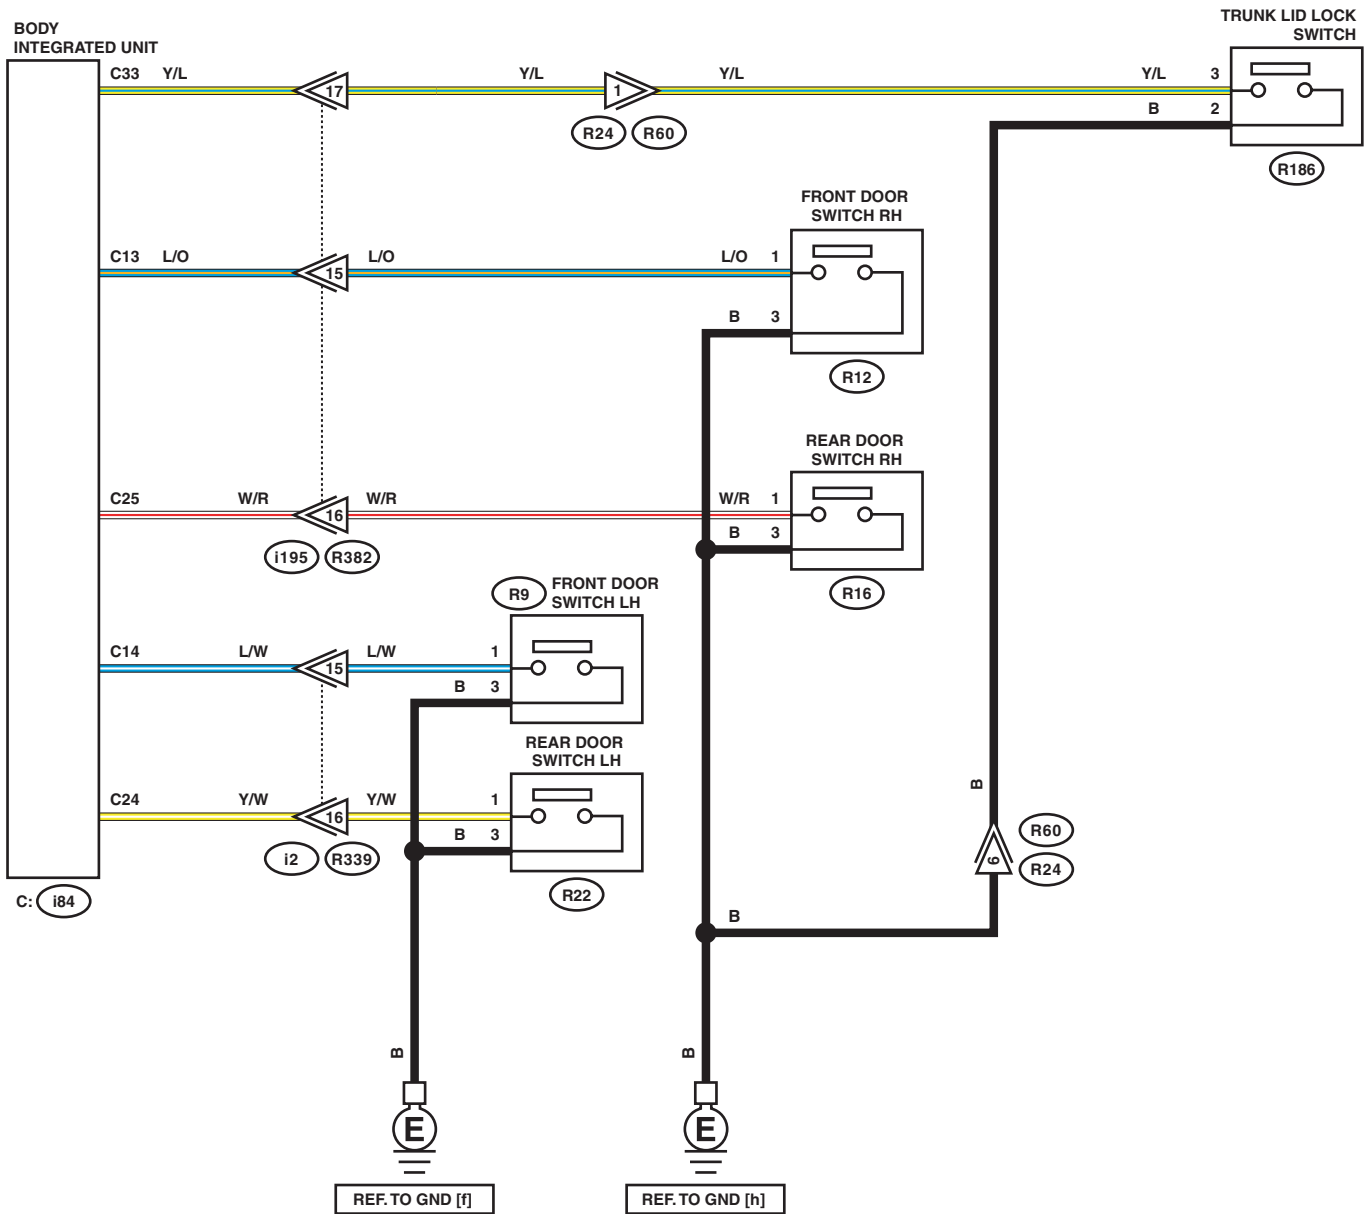 BODY
INTEGRATED UNIT
TRUNK LID LOCK
SWITCH
C33 Y/L 17 Y/L 1 Y/L Y/L 3
B 2
R24 R60
R186
FRONT DOOR
SWITCH RH
C13 L/O 15 L/O L/O 1
B 3
R12
REAR DOOR
SWITCH RH
C25 W/R 16 W/R W/R 1
B 3
i195 R382
R16
R9 FRONT DOOR
SWITCH LH
C14 L/W 15 L/W 1
B 3
REAR DOOR
SWITCH LH
C24 Y/W 16 Y/W 1
B 3
i2 R339
R22
C: i84
B
R60
6
R24
B
B
B
E
E
REF. TO GND [f]
REF. TO GND [h]